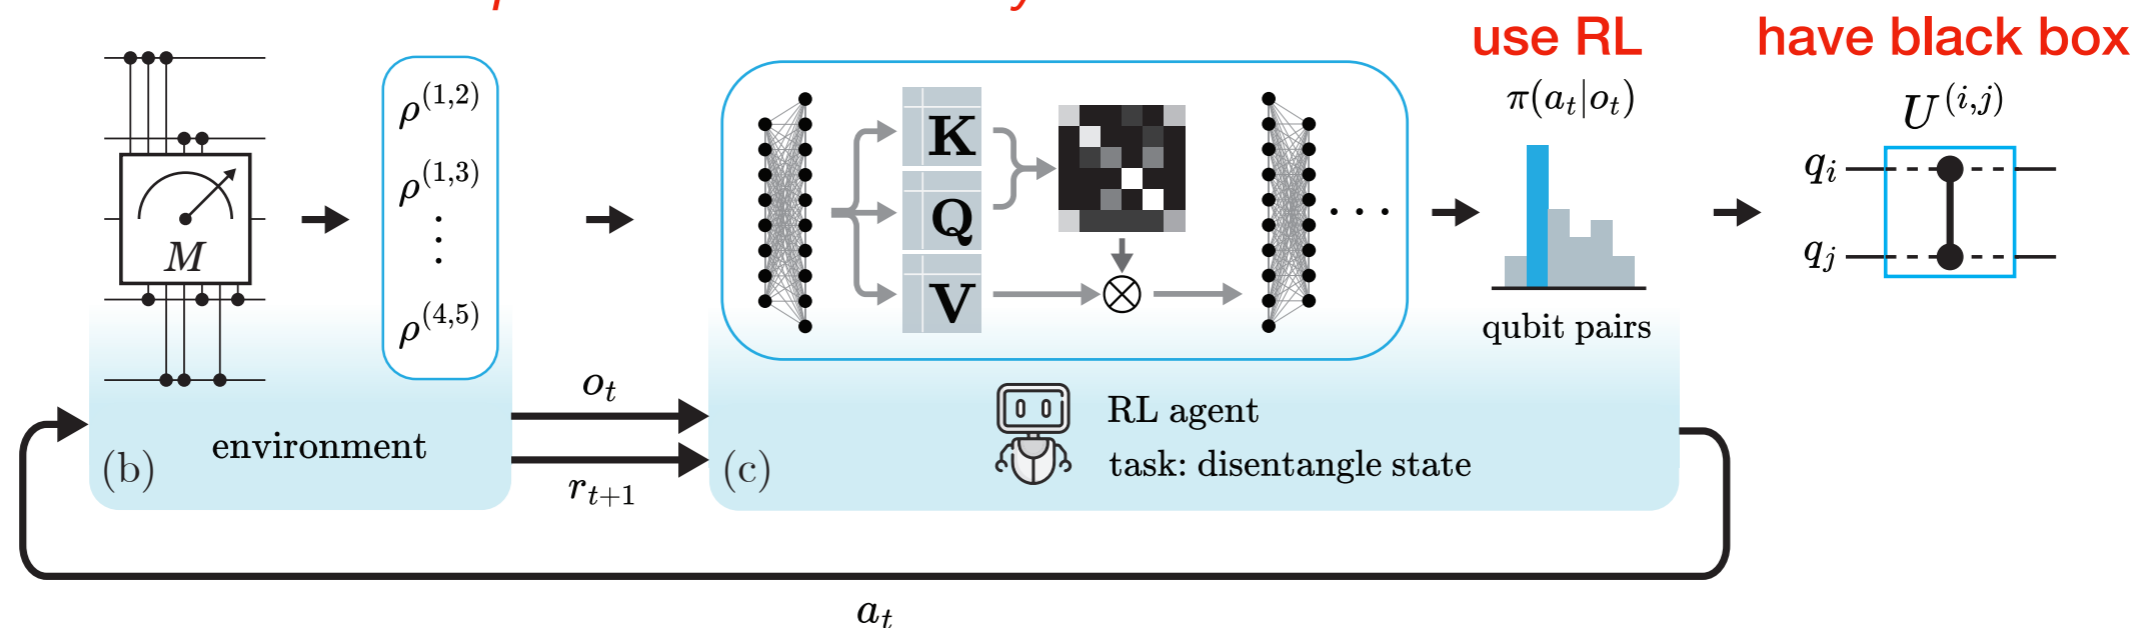 use RL
have black box
ρ^(1,2)
ρ^(1,3)
⋮
ρ^(4,5)
M
K
Q
V
. . .
π(a_t|o_t)
qubit pairs
U^(i,j)
q_i
q_j
environment
(b)
o_t
r_{t+1}
(c)
RL agent
task: disentangle state
a_t